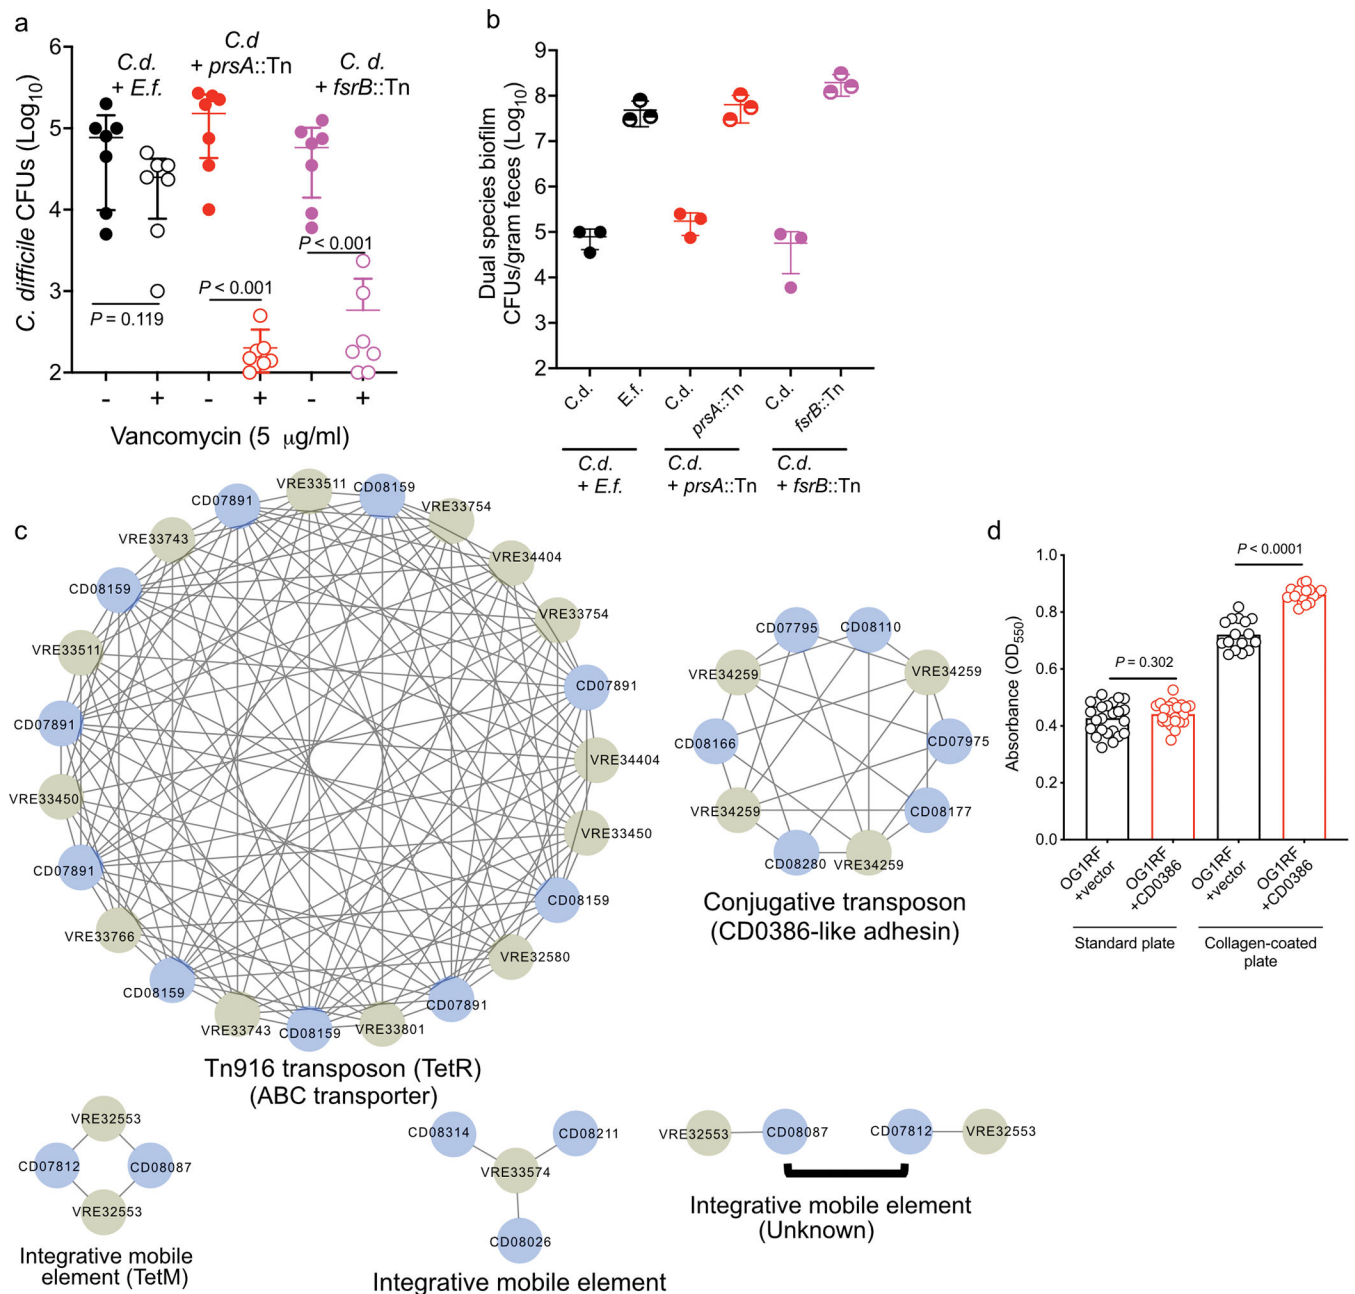 a
C. difficile CFUs (Log10)
6
5
4
3
2
C.d.
+ E.f.
C.d
+ prsA::Tn
C. d.
+ fsrB::Tn
P = 0.119
P < 0.001
P < 0.001
-
+
-
+
-
+
Vancomycin (5 μg/ml)
b
Dual species biofilm
CFUs/gram feces (Log10)
9
8
7
6
5
4
3
2
C.d.
E.f.
C.d.
prsA::Tn
C.d.
fsrB::Tn
C.d.
+ E.f.
C.d.
+ prsA::Tn
C.d.
+ fsrB::Tn
c
VRE33511
CD08159
CD07891
VRE33754
VRE33743
VRE34404
CD08159
VRE33754
VRE33511
CD07891
CD07891
VRE34404
VRE33450
VRE33450
CD07891
CD08159
VRE33766
VRE32580
CD08159
CD07891
VRE33743
CD08159
VRE33801
Tn916 transposon (TetR)
(ABC transporter)
CD07795
CD08110
VRE34259
VRE34259
CD08166
CD07975
VRE34259
CD08177
CD08280
VRE34259
Conjugative transposon
(CD0386-like adhesin)
d
Absorbance (OD550)
1.0
0.8
0.6
0.4
0.2
0.0
P = 0.302
P < 0.0001
OG1RF
+vector
OG1RF
+CD0386
OG1RF
+vector
OG1RF
+CD0386
Standard plate
Collagen-coated
plate
VRE32553
CD07812
CD08087
VRE32553
Integrative mobile
element (TetM)
CD08314
CD08211
VRE33574
CD08026
Integrative mobile element
VRE32553
CD08087
CD07812
VRE32553
Integrative mobile element
(Unknown)